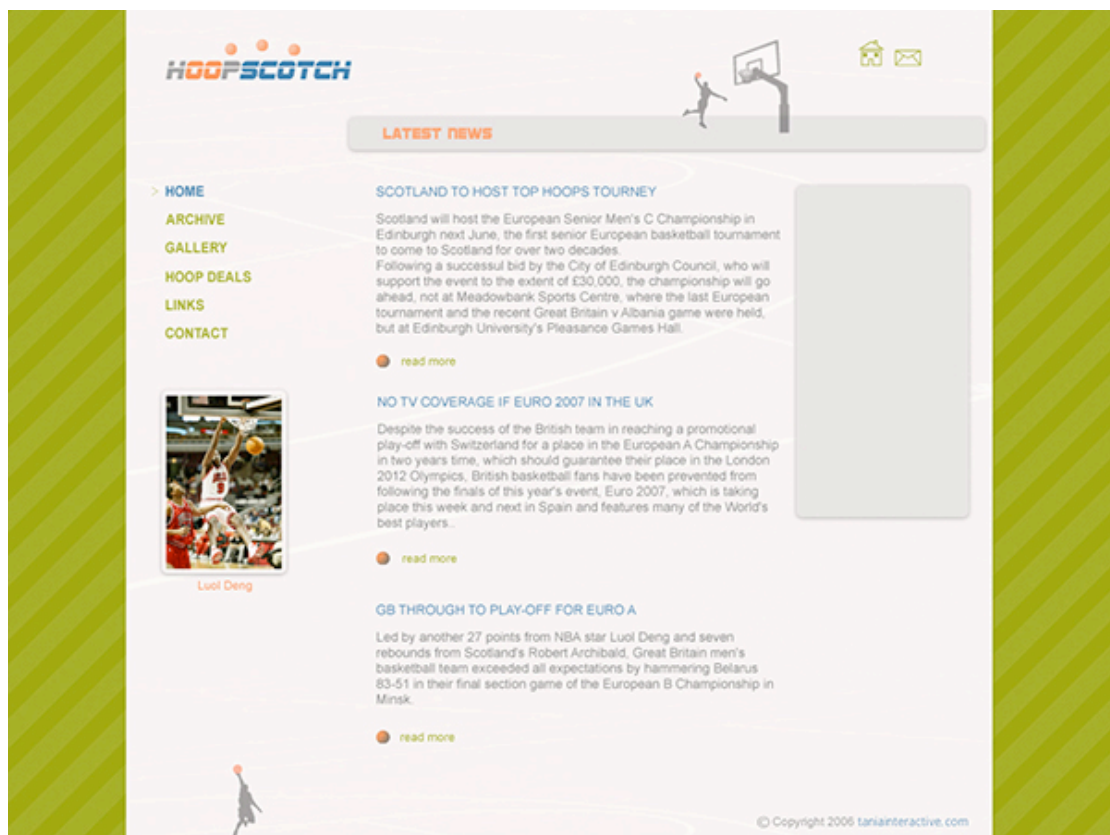 HOOPSCOTCH
LATEST NEWS
> HOME
ARCHIVE
GALLERY
HOOP DEALS
LINKS
CONTACT
Luol Deng
SCOTLAND TO HOST TOP HOOPS TOURNEY
Scotland will host the European Senior Men's C Championship in
Edinburgh next June, the first senior European basketball tournament
to come to Scotland for over two decades.
Following a successul bid by the City of Edinburgh Council, who will
support the event to the extent of £30,000, the championship will go
ahead, not at Meadowbank Sports Centre, where the last European
tournament and the recent Great Britain v Albania game were held,
but at Edinburgh University's Pleasance Games Hall.
read more
NO TV COVERAGE IF EURO 2007 IN THE UK
Despite the success of the British team in reaching a promotional
play-off with Switzerland for a place in the European A Championship
in two years time, which should guarantee their place in the London
2012 Olympics, British basketball fans have been prevented from
following the finals of this year's event, Euro 2007, which is taking
place this week and next in Spain and features many of the World's
best players..
read more
GB THROUGH TO PLAY-OFF FOR EURO A
Led by another 27 points from NBA star Luol Deng and seven
rebounds from Scotland's Robert Archibald, Great Britain men's
basketball team exceeded all expectations by hammering Belarus
83-51 in their final section game of the European B Championship in
Minsk.
read more
© Copyright 2006 taniainteractive.com